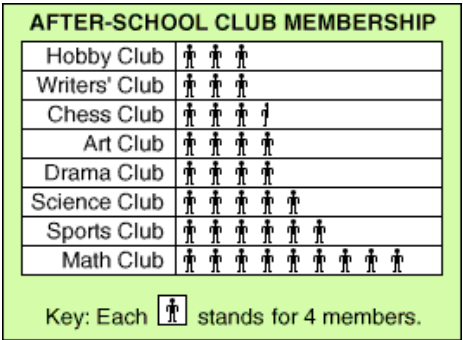 AFTER-SCHOOL CLUB MEMBERSHIP
Hobby Club
Writers' Club
Chess Club
Art Club
Drama Club
Science Club
Sports Club
Math Club
Key: Each stands for 4 members.